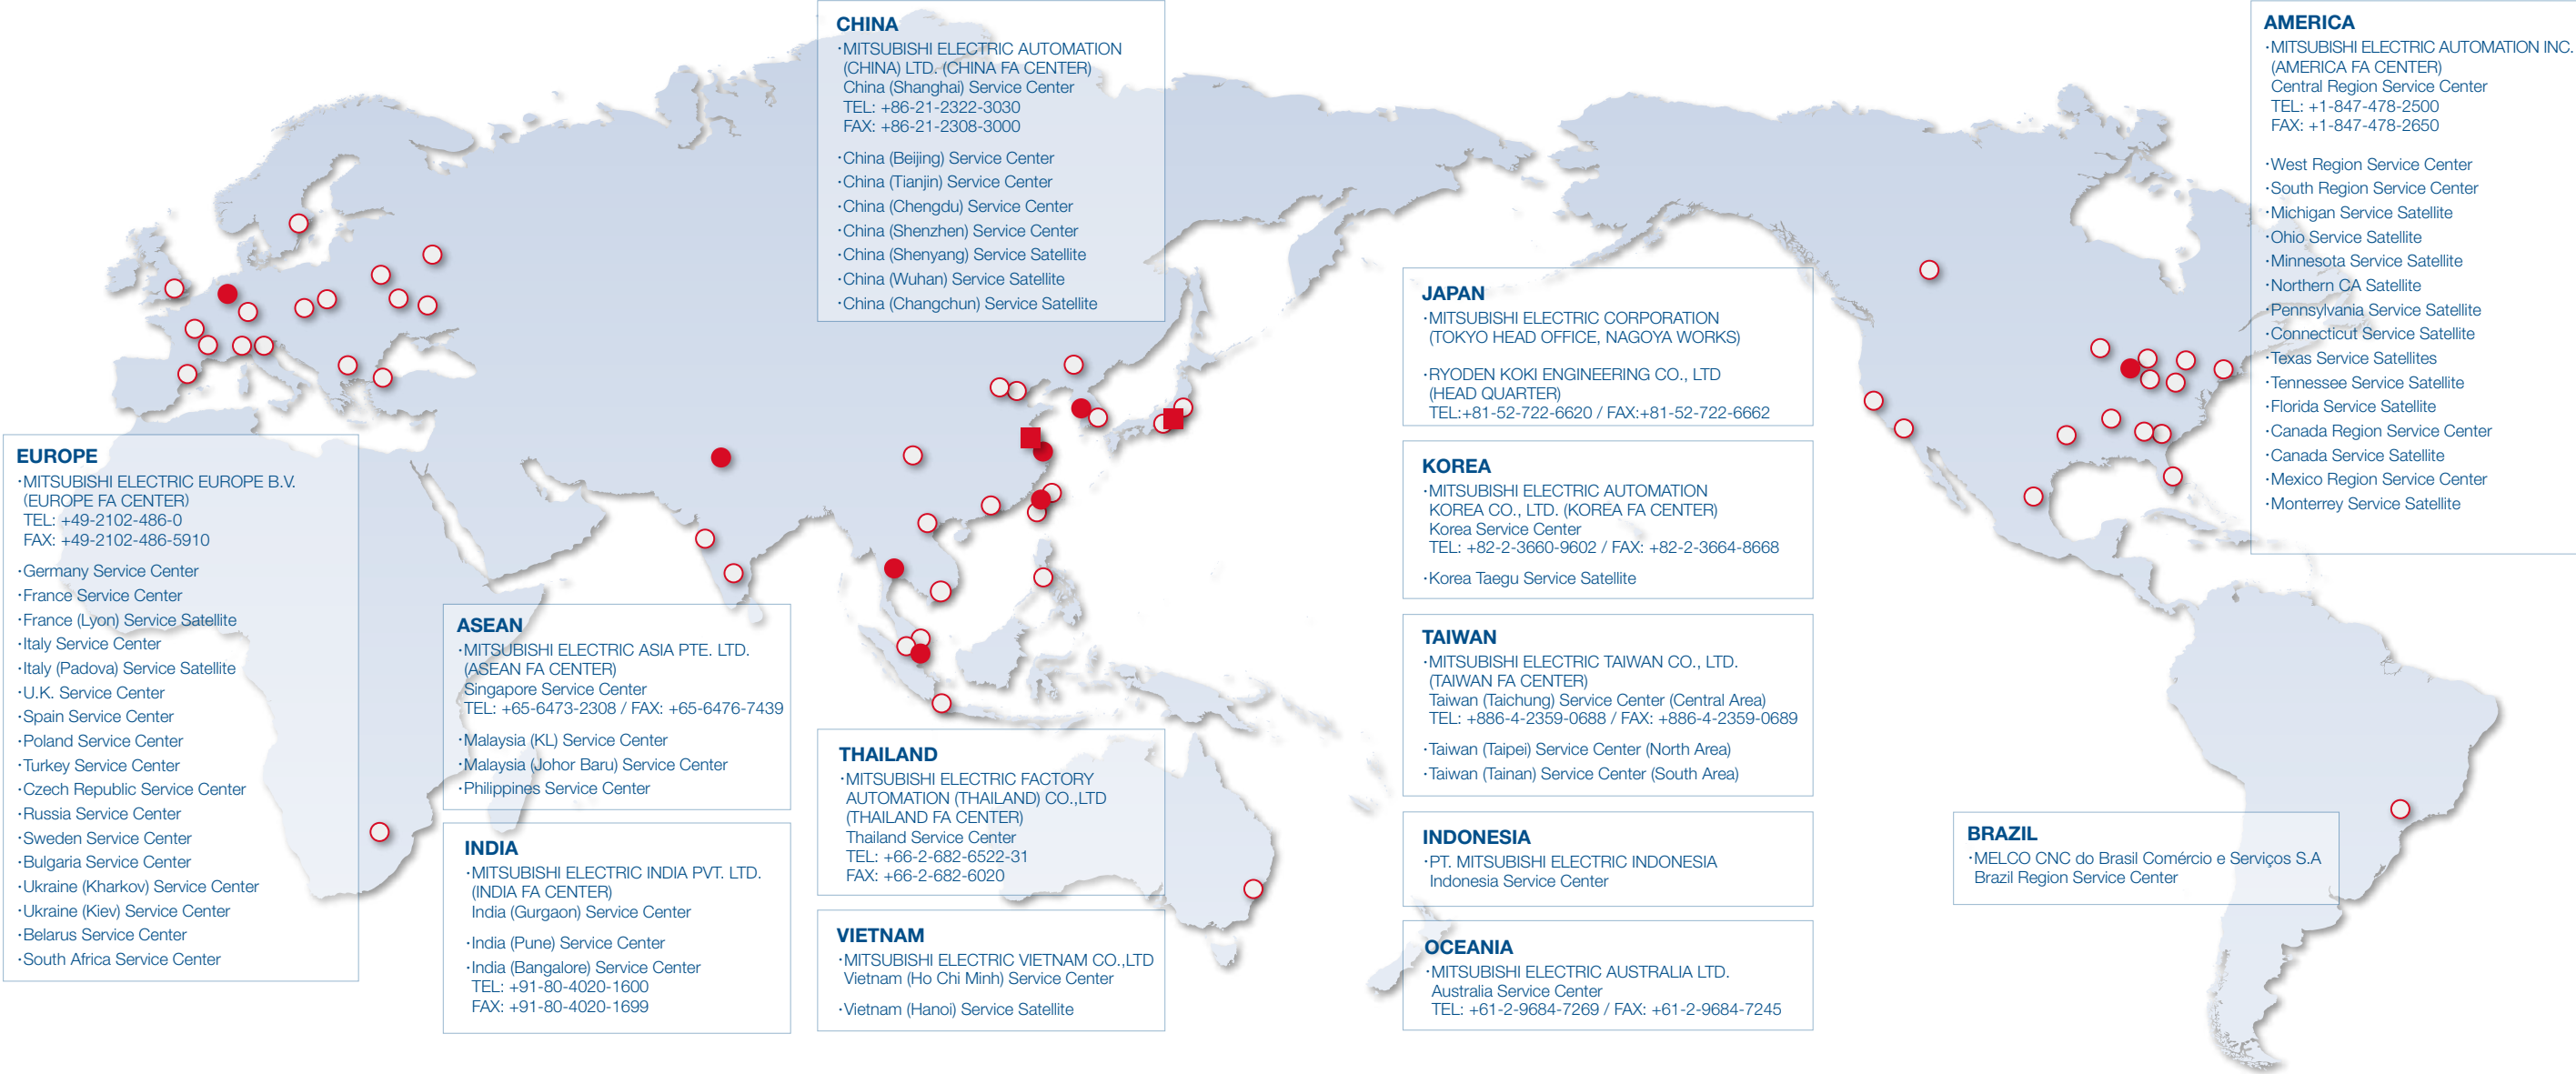 CHINA
·MITSUBISHI ELECTRIC AUTOMATION
(CHINA) LTD. (CHINA FA CENTER)
China (Shanghai) Service Center
TEL: +86-21-2322-3030
FAX: +86-21-2308-3000
·China (Beijing) Service Center
·China (Tianjin) Service Center
·China (Chengdu) Service Center
·China (Shenzhen) Service Center
·China (Shenyang) Service Satellite
·China (Wuhan) Service Satellite
·China (Changchun) Service Satellite
AMERICA
·MITSUBISHI ELECTRIC AUTOMATION INC.
(AMERICA FA CENTER)
Central Region Service Center
TEL: +1-847-478-2500
FAX: +1-847-478-2650
·West Region Service Center
·South Region Service Center
·Michigan Service Satellite
·Ohio Service Satellite
·Minnesota Service Satellite
·Northern CA Satellite
·Pennsylvania Service Satellite
·Connecticut Service Satellite
·Texas Service Satellites
·Tennessee Service Satellite
·Florida Service Satellite
·Canada Region Service Center
·Canada Service Satellite
·Mexico Region Service Center
·Monterrey Service Satellite
JAPAN
·MITSUBISHI ELECTRIC CORPORATION
(TOKYO HEAD OFFICE, NAGOYA WORKS)
·RYODEN KOKI ENGINEERING CO., LTD
(HEAD QUARTER)
TEL:+81-52-722-6620 / FAX:+81-52-722-6662
KOREA
·MITSUBISHI ELECTRIC AUTOMATION
KOREA CO., LTD. (KOREA FA CENTER)
Korea Service Center
TEL: +82-2-3660-9602 / FAX: +82-2-3664-8668
·Korea Taegu Service Satellite
TAIWAN
·MITSUBISHI ELECTRIC TAIWAN CO., LTD.
(TAIWAN FA CENTER)
Taiwan (Taichung) Service Center (Central Area)
TEL: +886-4-2359-0688 / FAX: +886-4-2359-0689
·Taiwan (Taipei) Service Center (North Area)
·Taiwan (Tainan) Service Center (South Area)
INDONESIA
·PT. MITSUBISHI ELECTRIC INDONESIA
Indonesia Service Center
OCEANIA
·MITSUBISHI ELECTRIC AUSTRALIA LTD.
Australia Service Center
TEL: +61-2-9684-7269 / FAX: +61-2-9684-7245
EUROPE
·MITSUBISHI ELECTRIC EUROPE B.V.
(EUROPE FA CENTER)
TEL: +49-2102-486-0
FAX: +49-2102-486-5910
·Germany Service Center
·France Service Center
·France (Lyon) Service Satellite
·Italy Service Center
·Italy (Padova) Service Satellite
·U.K. Service Center
·Spain Service Center
·Poland Service Center
·Turkey Service Center
·Czech Republic Service Center
·Russia Service Center
·Sweden Service Center
·Bulgaria Service Center
·Ukraine (Kharkov) Service Center
·Ukraine (Kiev) Service Center
·Belarus Service Center
·South Africa Service Center
ASEAN
·MITSUBISHI ELECTRIC ASIA PTE. LTD.
(ASEAN FA CENTER)
Singapore Service Center
TEL: +65-6473-2308 / FAX: +65-6476-7439
·Malaysia (KL) Service Center
·Malaysia (Johor Baru) Service Center
·Philippines Service Center
INDIA
·MITSUBISHI ELECTRIC INDIA PVT. LTD.
(INDIA FA CENTER)
India (Gurgaon) Service Center
·India (Pune) Service Center
·India (Bangalore) Service Center
TEL: +91-80-4020-1600
FAX: +91-80-4020-1699
THAILAND
·MITSUBISHI ELECTRIC FACTORY
AUTOMATION (THAILAND) CO.,LTD
(THAILAND FA CENTER)
Thailand Service Center
TEL: +66-2-682-6522-31
FAX: +66-2-682-6020
VIETNAM
·MITSUBISHI ELECTRIC VIETNAM CO.,LTD
Vietnam (Ho Chi Minh) Service Center
·Vietnam (Hanoi) Service Satellite
BRAZIL
·MELCO CNC do Brasil Comércio e Serviços S.A
Brazil Region Service Center